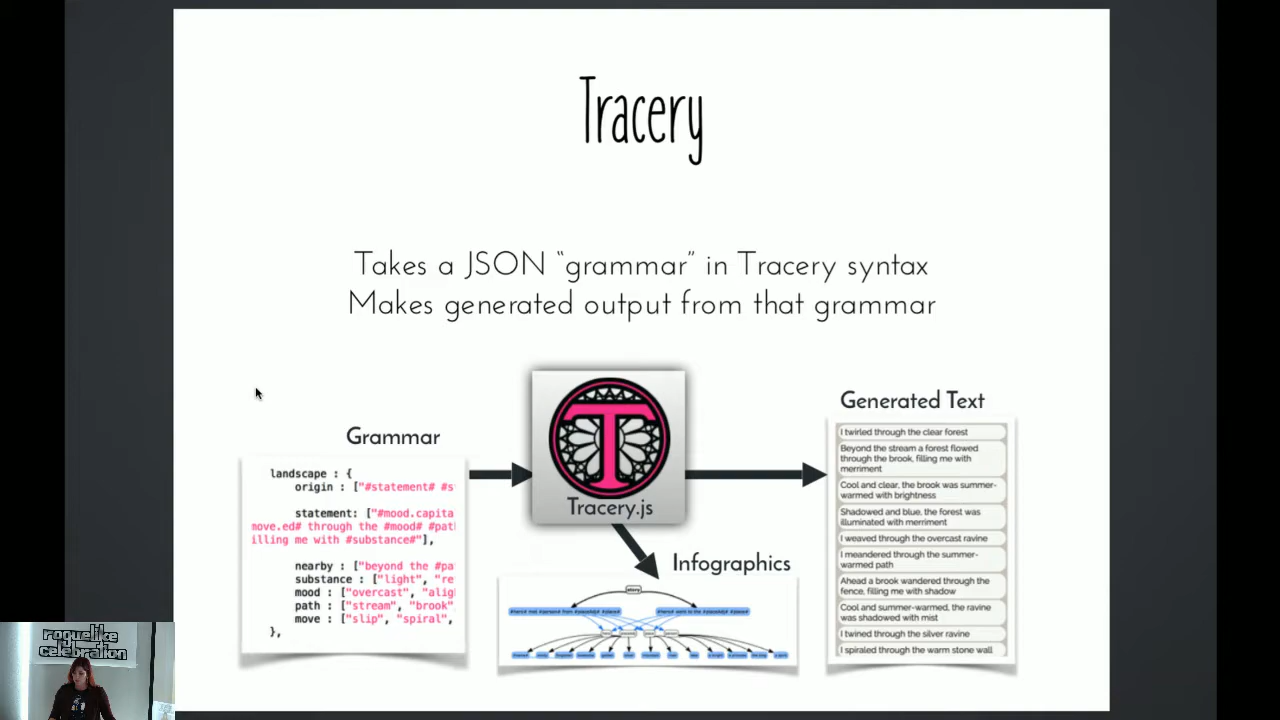 Tracery
Takes a JSON “grammar” in Tracery syntax
Makes generated output from that grammar
Grammar
landscape : {
origin : ["#statement# #s
statement: ["#mood.capita
move.ed# through the #mood# #pat
illing me with #substance#"],
nearby : ["beyond the #pa
substance : ["light", "re
mood : ["overcast", "alig
path : ["stream", "brook"
move : ["slip", "spiral",
},
T
Tracery.js
Infographics
story
Generated Text
I twirled through the clear forest
Beyond the stream a forest flowed
through the brook, filling me with
merriment
Cool and clear, the brook was summer-
warmed with brightness
Shadowed and blue, the forest was
illuminated with merriment
I weaved through the overcast ravine
I meandered through the summer-
warmed path
Ahead a brook wandered through the
fence, filling me with shadow
Cool and summer-warmed, the ravine
was shadowed with mist
I twined through the silver ravine
I spiraled through the warm stone wall
roguelike
celebration